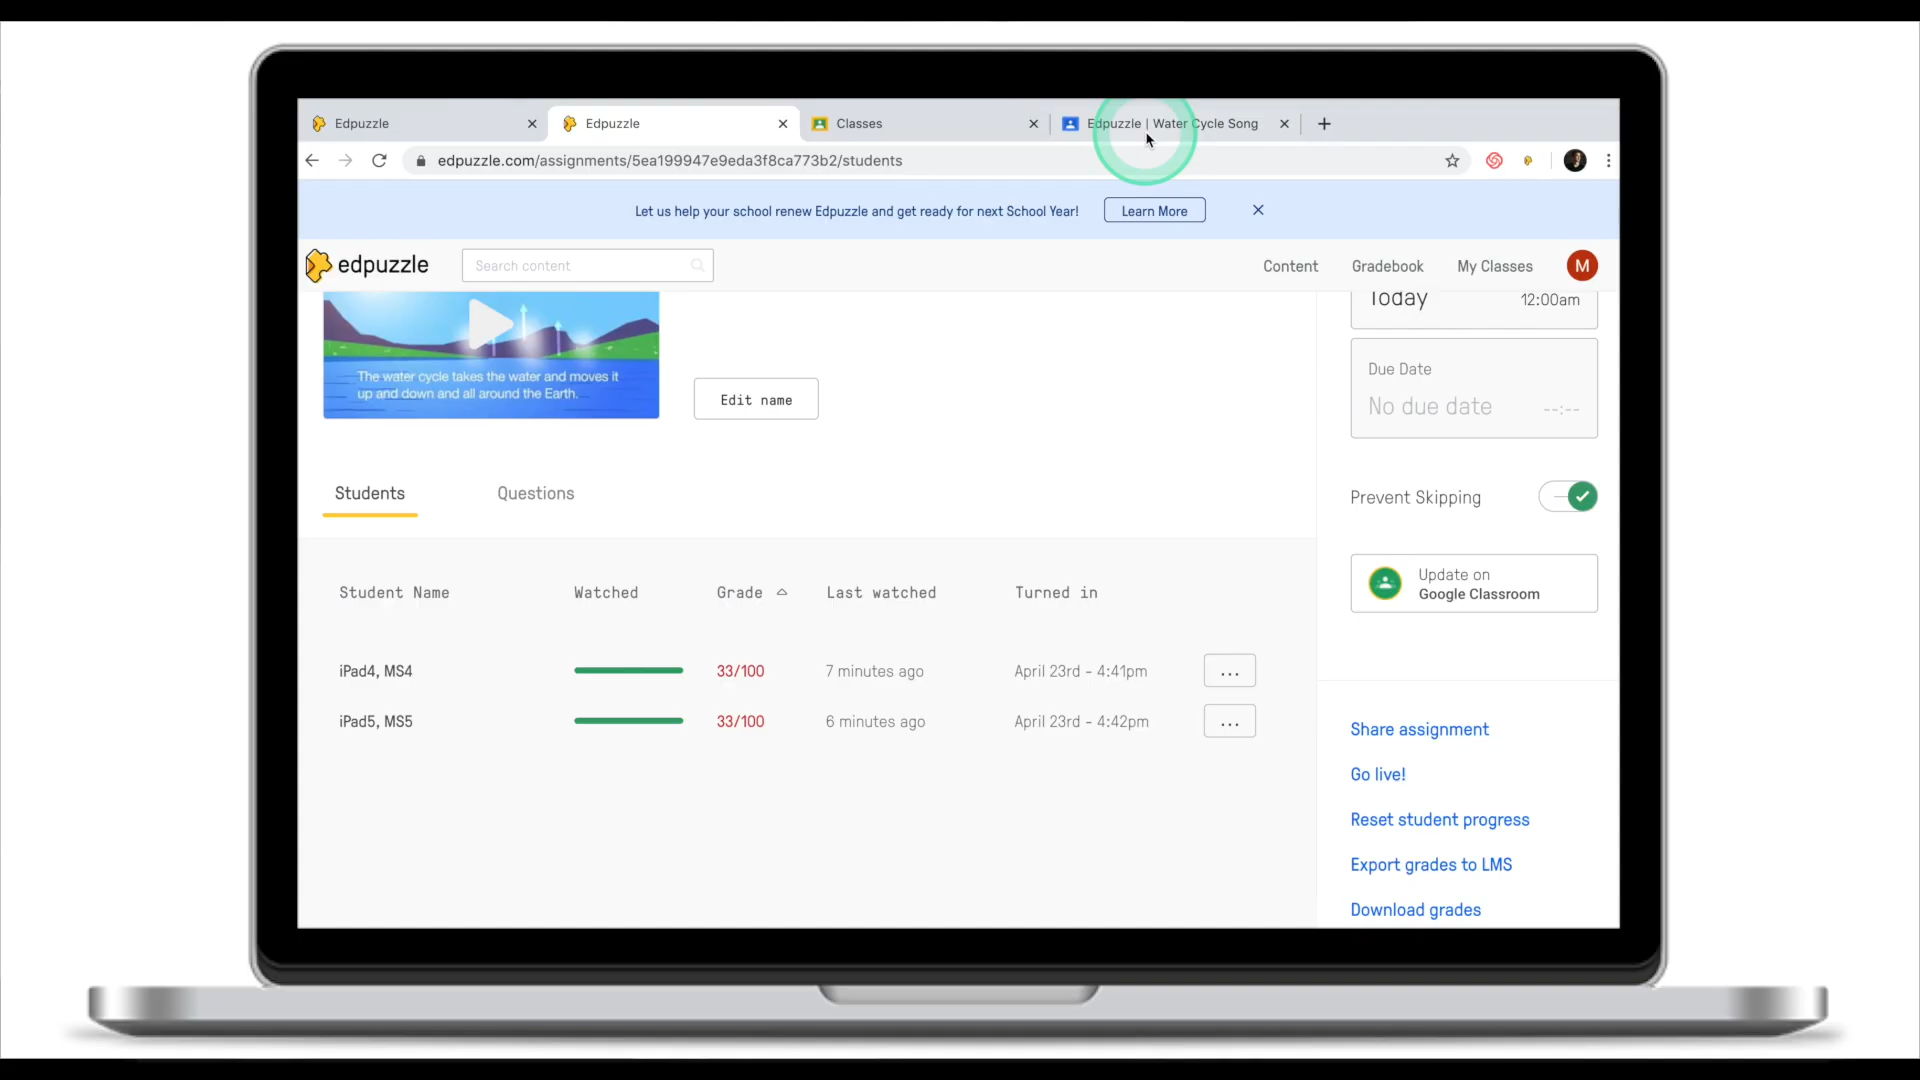 Edpuzzle
Edpuzzle
Classes
Edpuzzle | Water Cycle Song
edpuzzle.com/assignments/5ea199947e9eda3f8ca773b2/students
Let us help your school renew Edpuzzle and get ready for next School Year!
Learn More
edpuzzle
Search content
Content
Gradebook
My Classes
M
The water cycle takes the water and moves it
up and down and all around the Earth.
Edit name
Today 12:00am
Due Date
No due date --:--
Students
Questions
Prevent Skipping
Update on
Google Classroom
Student Name Watched Grade Last watched Turned in
iPad4, MS4 33/100 7 minutes ago April 23rd - 4:41pm ...
iPad5, MS5 33/100 6 minutes ago April 23rd - 4:42pm ...
Share assignment
Go live!
Reset student progress
Export grades to LMS
Download grades